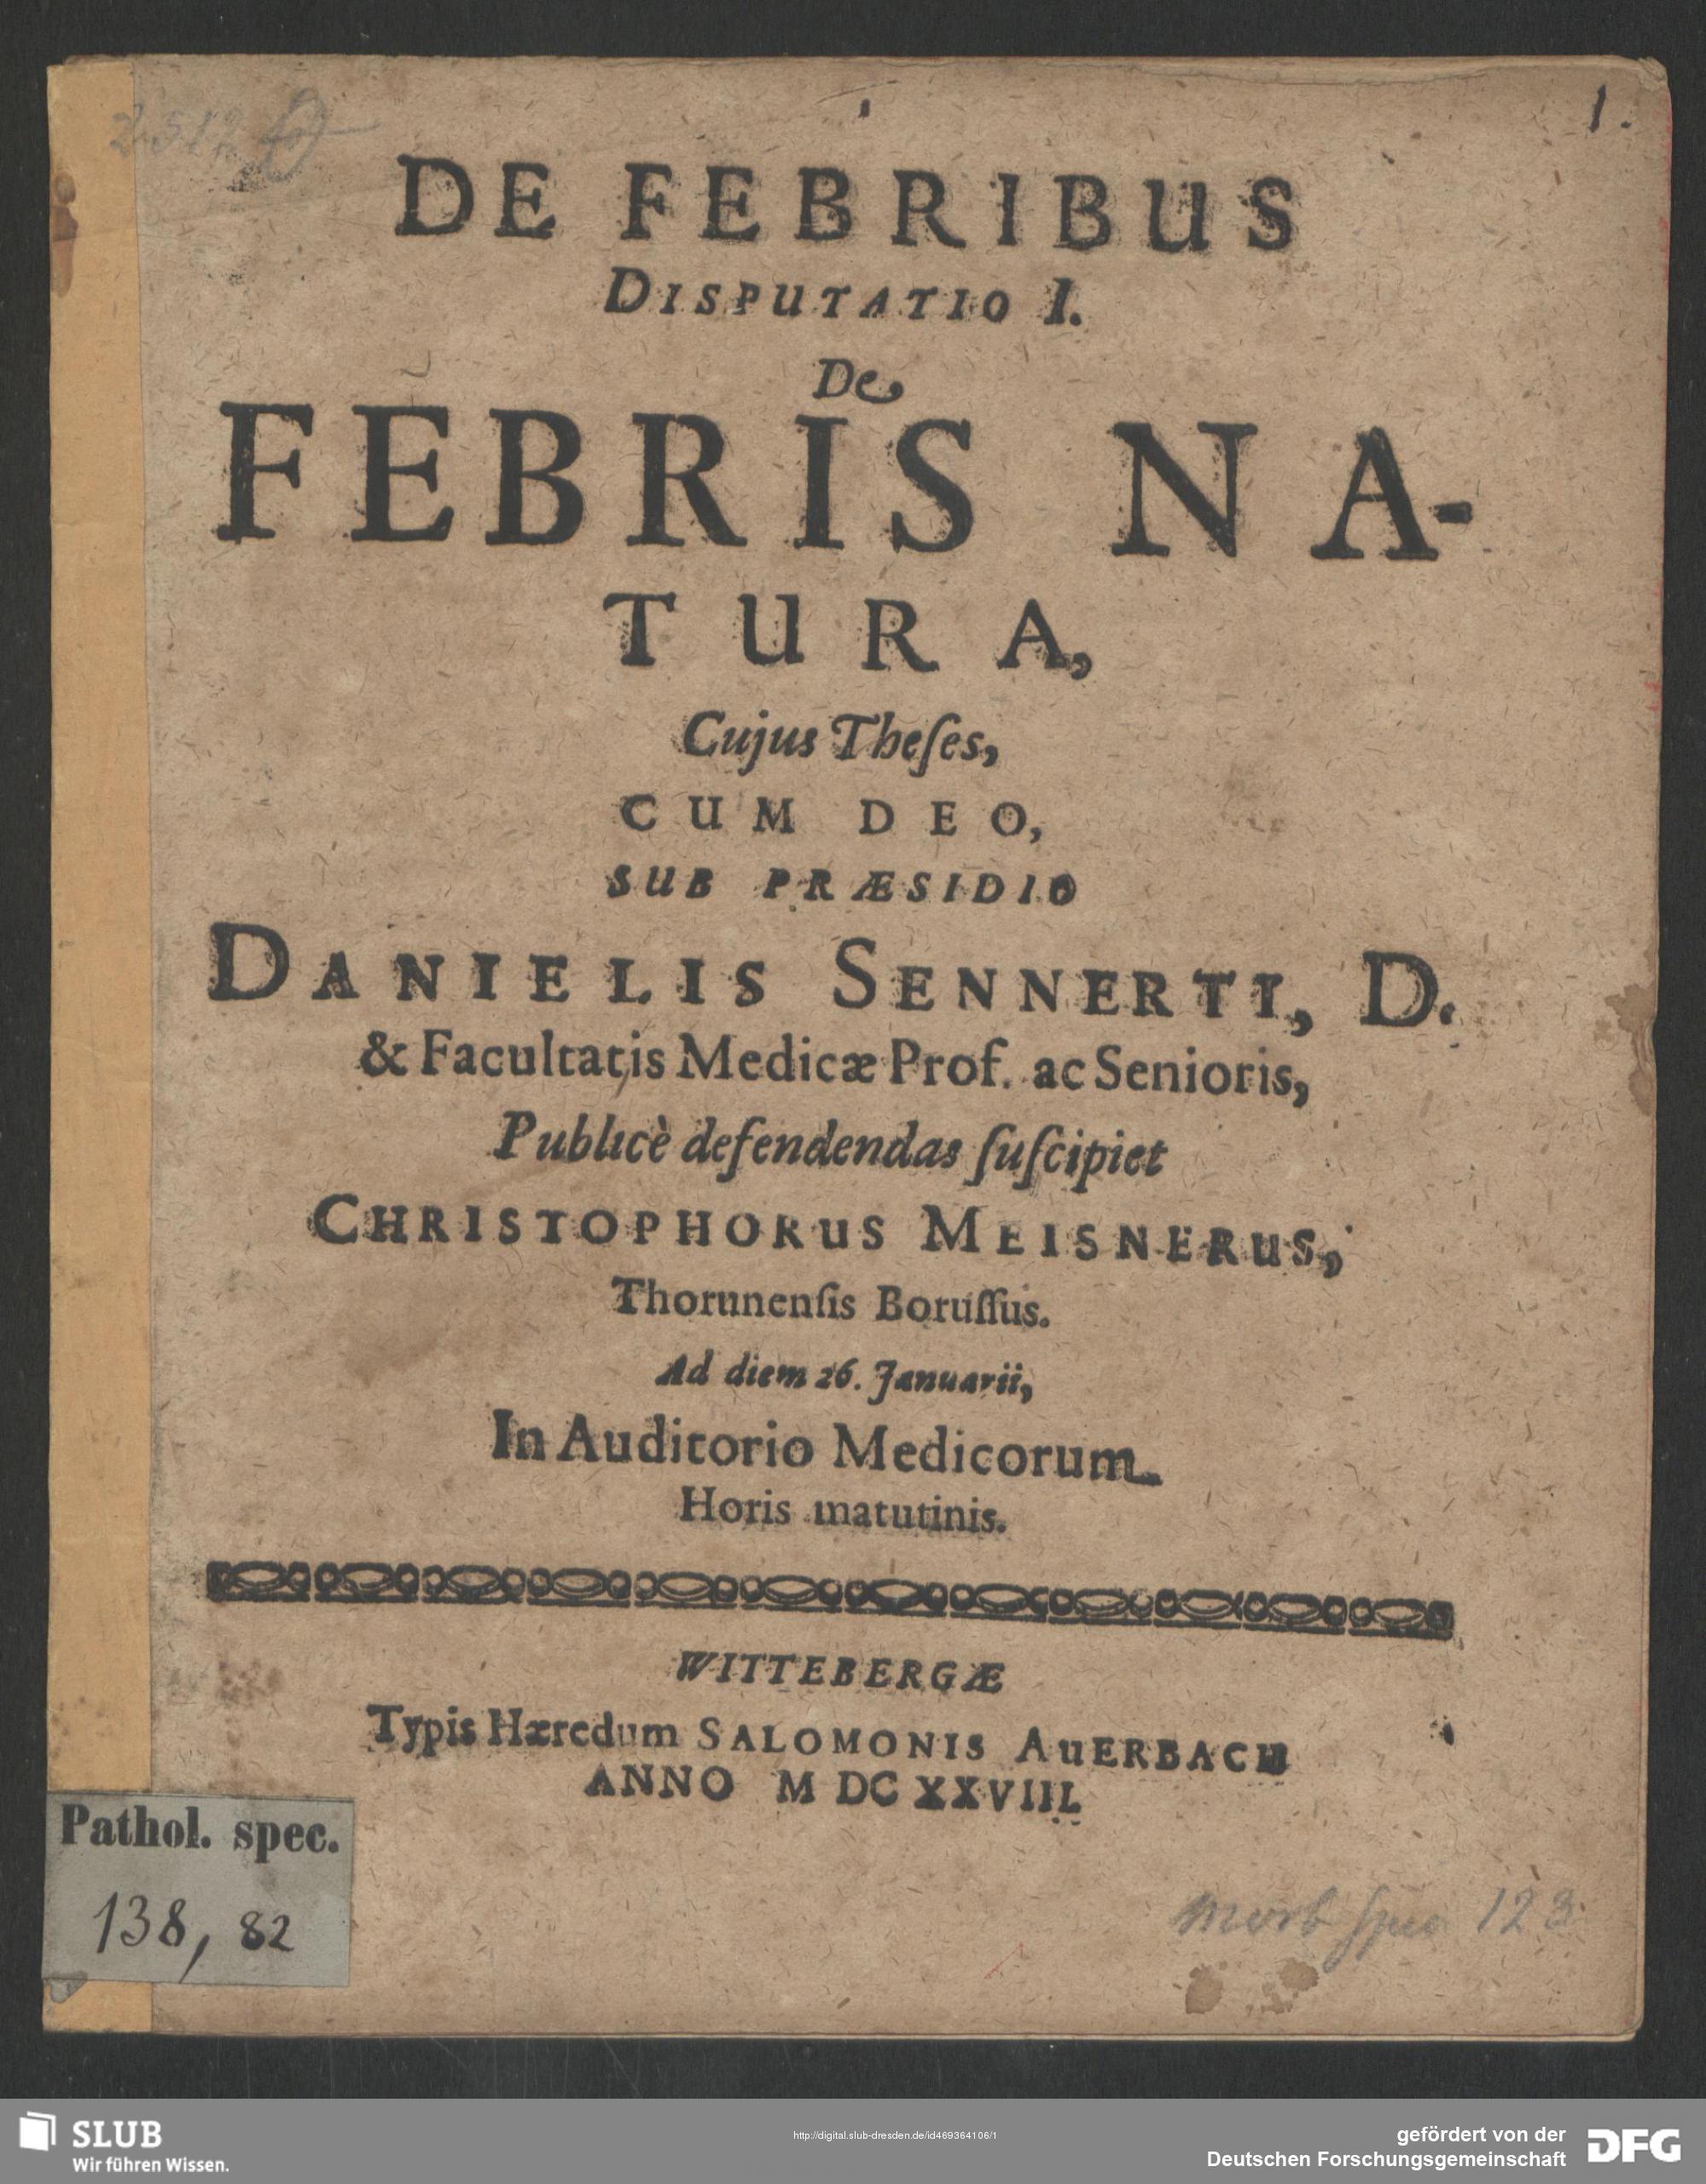 1.
DE FEBRIBUS
DISPUTATIO I.
De
FEBRIS NA-
TURA,
Cujus Theſes,
CUM DEO,
SUB PRÆSIDIO
DANIELIS SENNERTI, D.
& Facultatis Medicæ Prof. ac Senioris,
Publicè defendendas ſuſcipiet
CHRISTOPHORUS MEISNERUS,
Thorunenſis Boruſſus.
Ad diem 26. Januarii,
In Auditorio Medicorum
Horis matutinis.
WITTEBERGÆ
Typis Hæredum SALOMONIS AUERBACH
ANNO M DC XXVIII.
Pathol. spec.
138, 82
morb spec 123
SLUB
Wir führen Wissen.
http://digital.slub-dresden.de/id469364106/1
gefördert von der
Deutschen Forschungsgemeinschaft
DFG